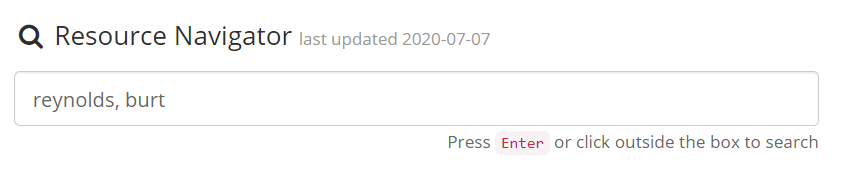 Resource Navigator last updated 2020-07-07
reynolds, burt
Press Enter or click outside the box to search